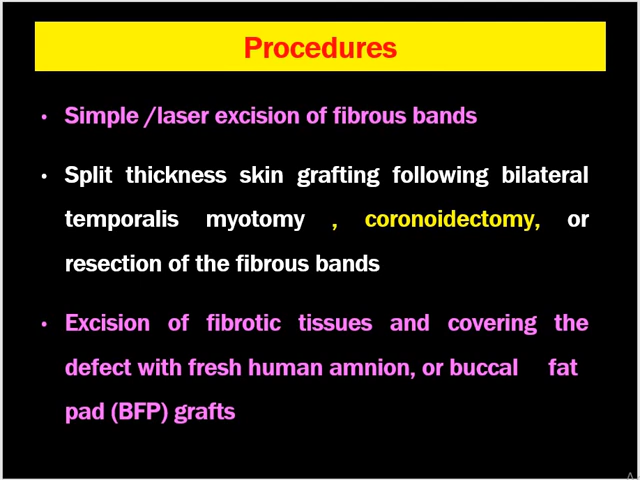 Procedures
• Simple /laser excision of fibrous bands
• Split thickness skin grafting following bilateral
temporalis myotomy , coronoidectomy, or
resection of the fibrous bands
• Excision of fibrotic tissues and covering the
defect with fresh human amnion, or buccal fat
pad (BFP) grafts